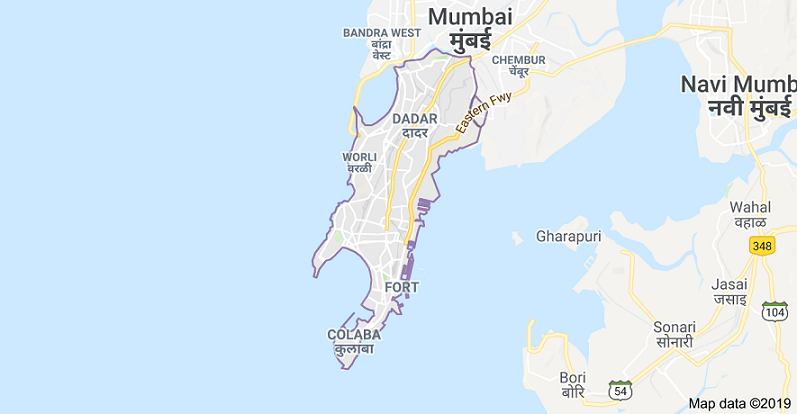 Mumbai
मुंबई
BANDRA WEST
बांद्रा
वेस्ट
CHEMBUR
चेंबूर
Navi Mumb
नवी मुंबई
Eastern Fwy
DADAR
दादर
WORLI
वरळी
Wahal
वहाळ
Gharapuri
348
FORT
Jasai
जसाइ
104
COLABA
कुलाबा
Sonari
सोनारी
Bori
बोरि
54
Map data ©2019